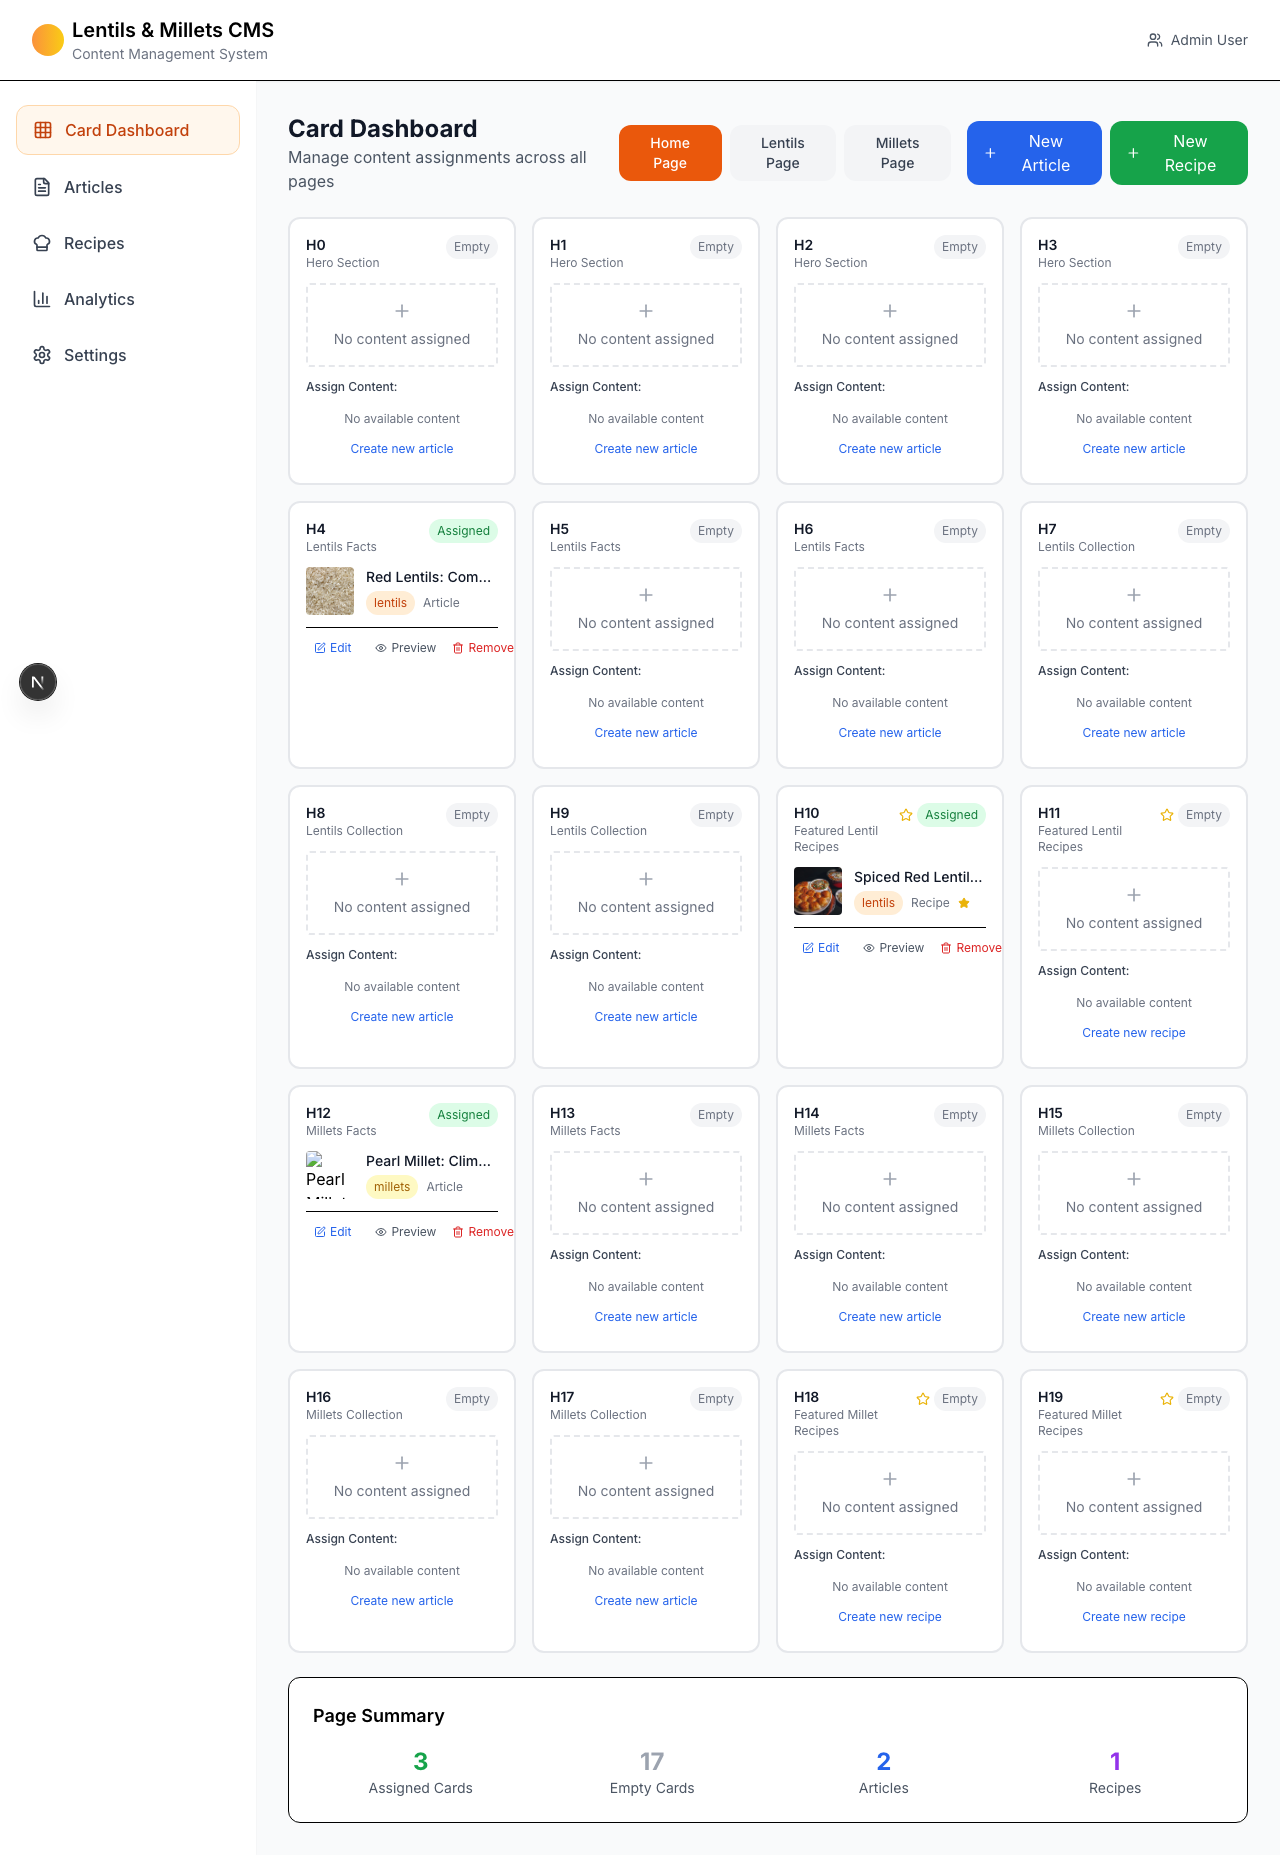 Lentils & Millets CMS
Content Management System
Admin User
Card Dashboard
Articles
Recipes
Analytics
Settings
Card Dashboard
Manage content assignments across all
pages
Home
Page
Lentils
Page
Millets
Page
New
Article
New
Recipe
H0
Empty
Hero Section
No content assigned
Assign Content:
No available content
Create new article
H1
Empty
Hero Section
No content assigned
Assign Content:
No available content
Create new article
H2
Empty
Hero Section
No content assigned
Assign Content:
No available content
Create new article
H3
Empty
Hero Section
No content assigned
Assign Content:
No available content
Create new article
H4
Assigned
Lentils Facts
Red Lentils: Com...
lentils Article
Edit Preview Remove
H5
Empty
Lentils Facts
No content assigned
Assign Content:
No available content
Create new article
H6
Empty
Lentils Facts
No content assigned
Assign Content:
No available content
Create new article
H7
Empty
Lentils Collection
No content assigned
Assign Content:
No available content
Create new article
H8
Empty
Lentils Collection
No content assigned
Assign Content:
No available content
Create new article
H9
Empty
Lentils Collection
No content assigned
Assign Content:
No available content
Create new article
H10
Assigned
Featured Lentil
Recipes
Spiced Red Lentil...
lentils Recipe
Edit Preview Remove
H11
Empty
Featured Lentil
Recipes
No content assigned
Assign Content:
No available content
Create new recipe
H12
Assigned
Millets Facts
Pearl
Millet
Pearl Millet: Clim...
millets Article
Edit Preview Remove
H13
Empty
Millets Facts
No content assigned
Assign Content:
No available content
Create new article
H14
Empty
Millets Facts
No content assigned
Assign Content:
No available content
Create new article
H15
Empty
Millets Collection
No content assigned
Assign Content:
No available content
Create new article
H16
Empty
Millets Collection
No content assigned
Assign Content:
No available content
Create new article
H17
Empty
Millets Collection
No content assigned
Assign Content:
No available content
Create new article
H18
Empty
Featured Millet
Recipes
No content assigned
Assign Content:
No available content
Create new recipe
H19
Empty
Featured Millet
Recipes
No content assigned
Assign Content:
No available content
Create new recipe
Page Summary
3
Assigned Cards
17
Empty Cards
2
Articles
1
Recipes